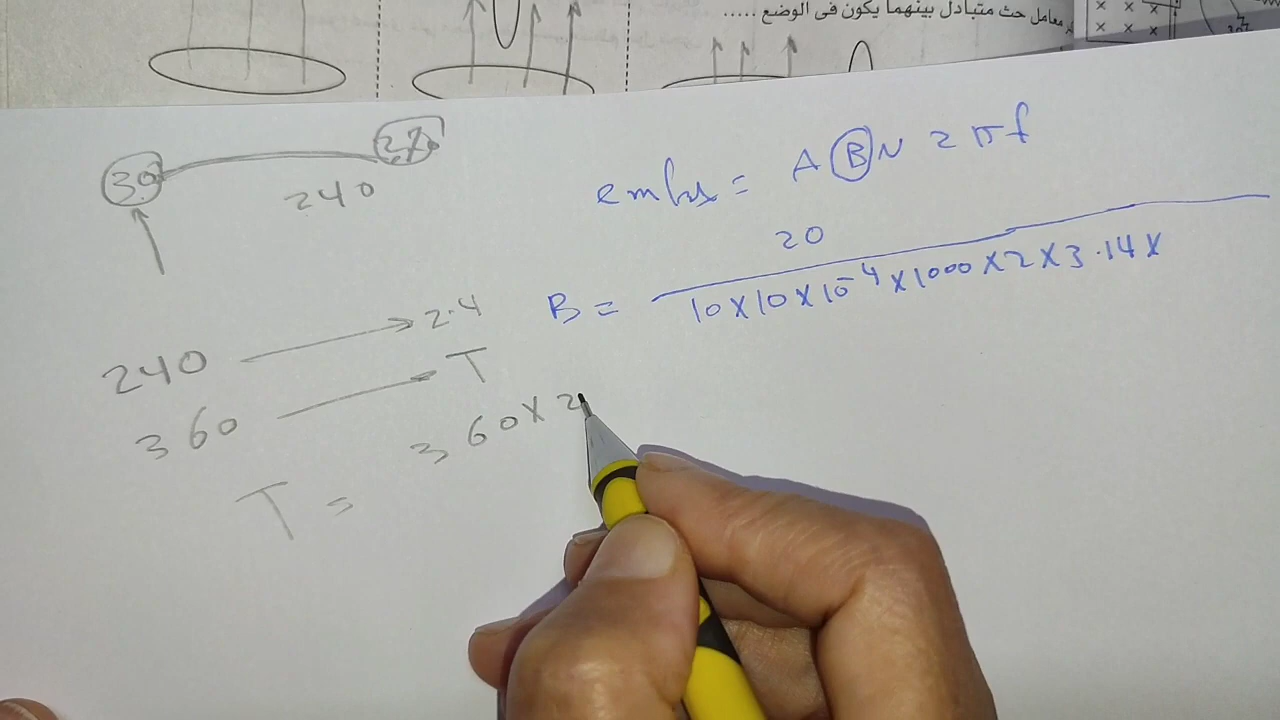 معامل حث متبادل بينهما يكون فى الوضع .....
30
270
240
emf = A B N 2 π f
20
B =
10 x 10 x 10⁻⁴ x 1000 x 2 x 3.14 x
240 → 2.4
360 → T
T = 360 x 2